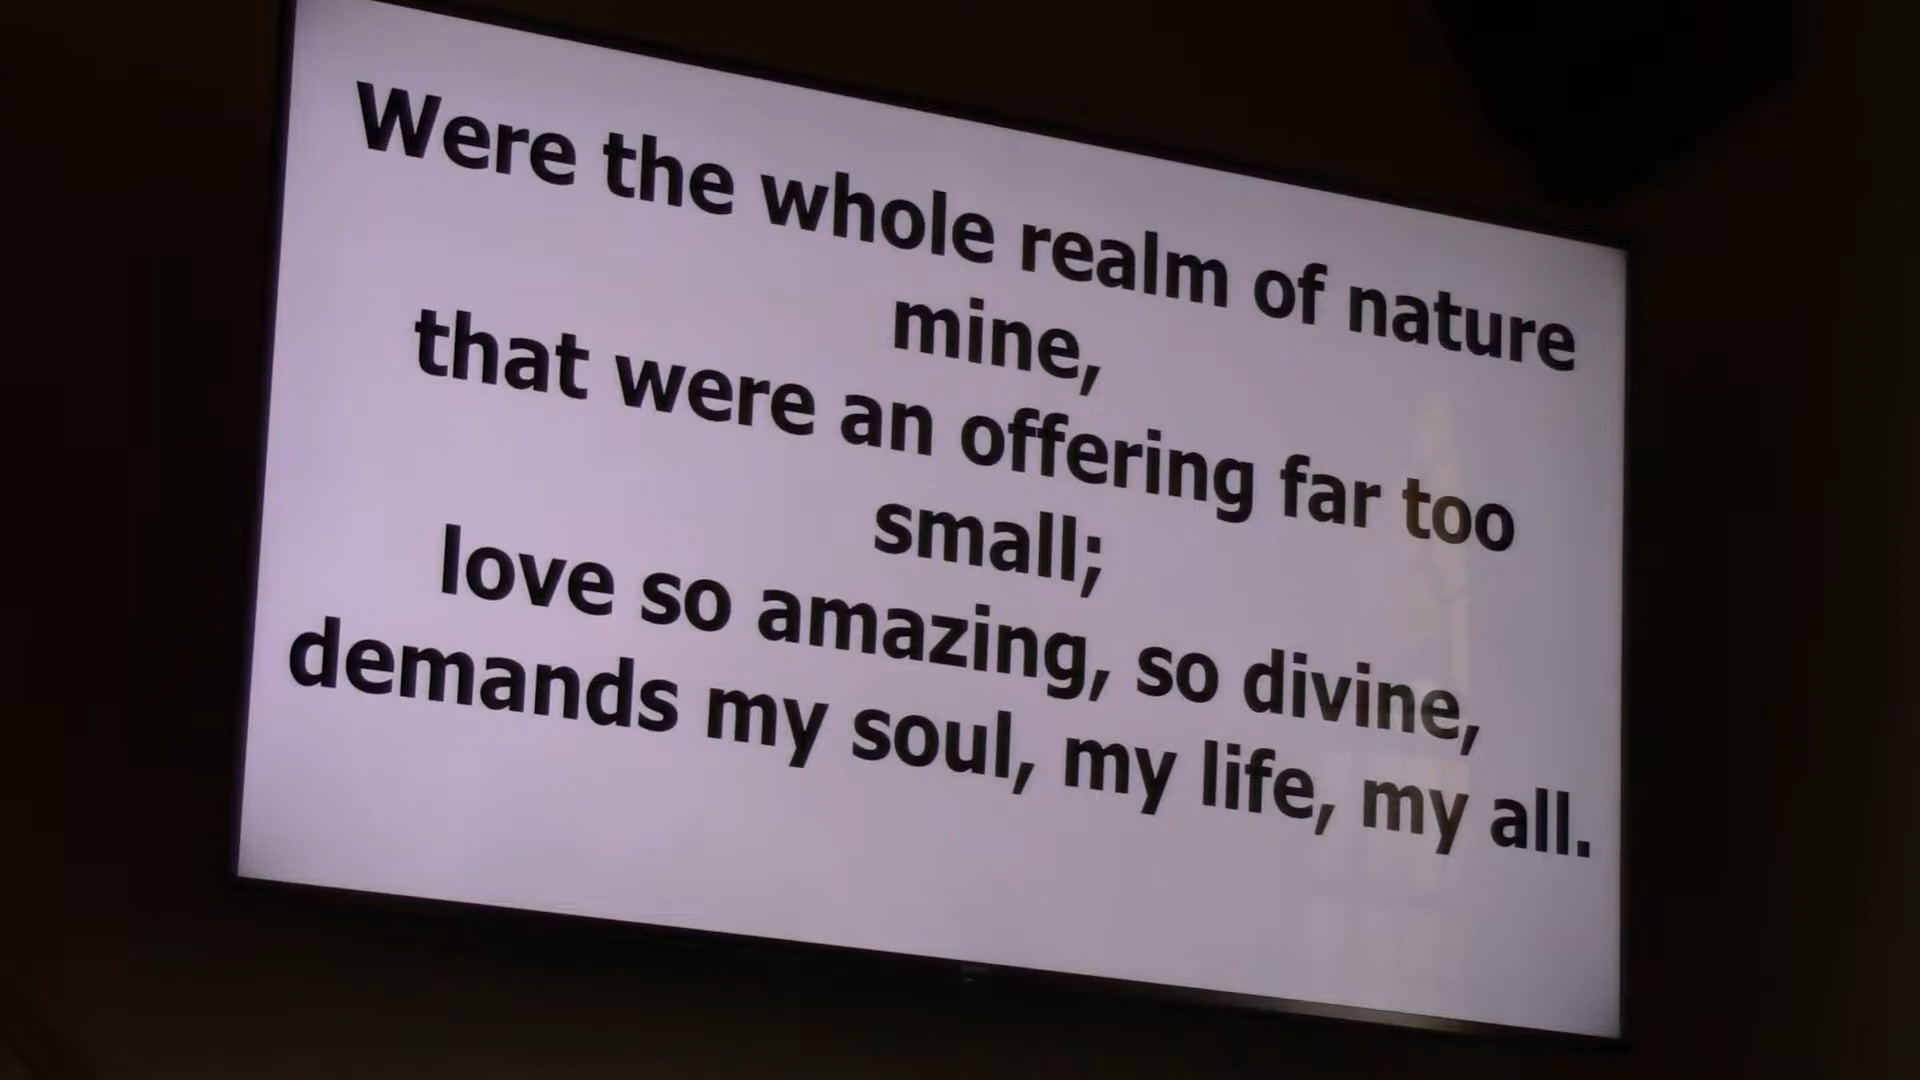 Were the whole realm of nature
mine,
that were an offering far too
small;
love so amazing, so divine,
demands my soul, my life, my all.